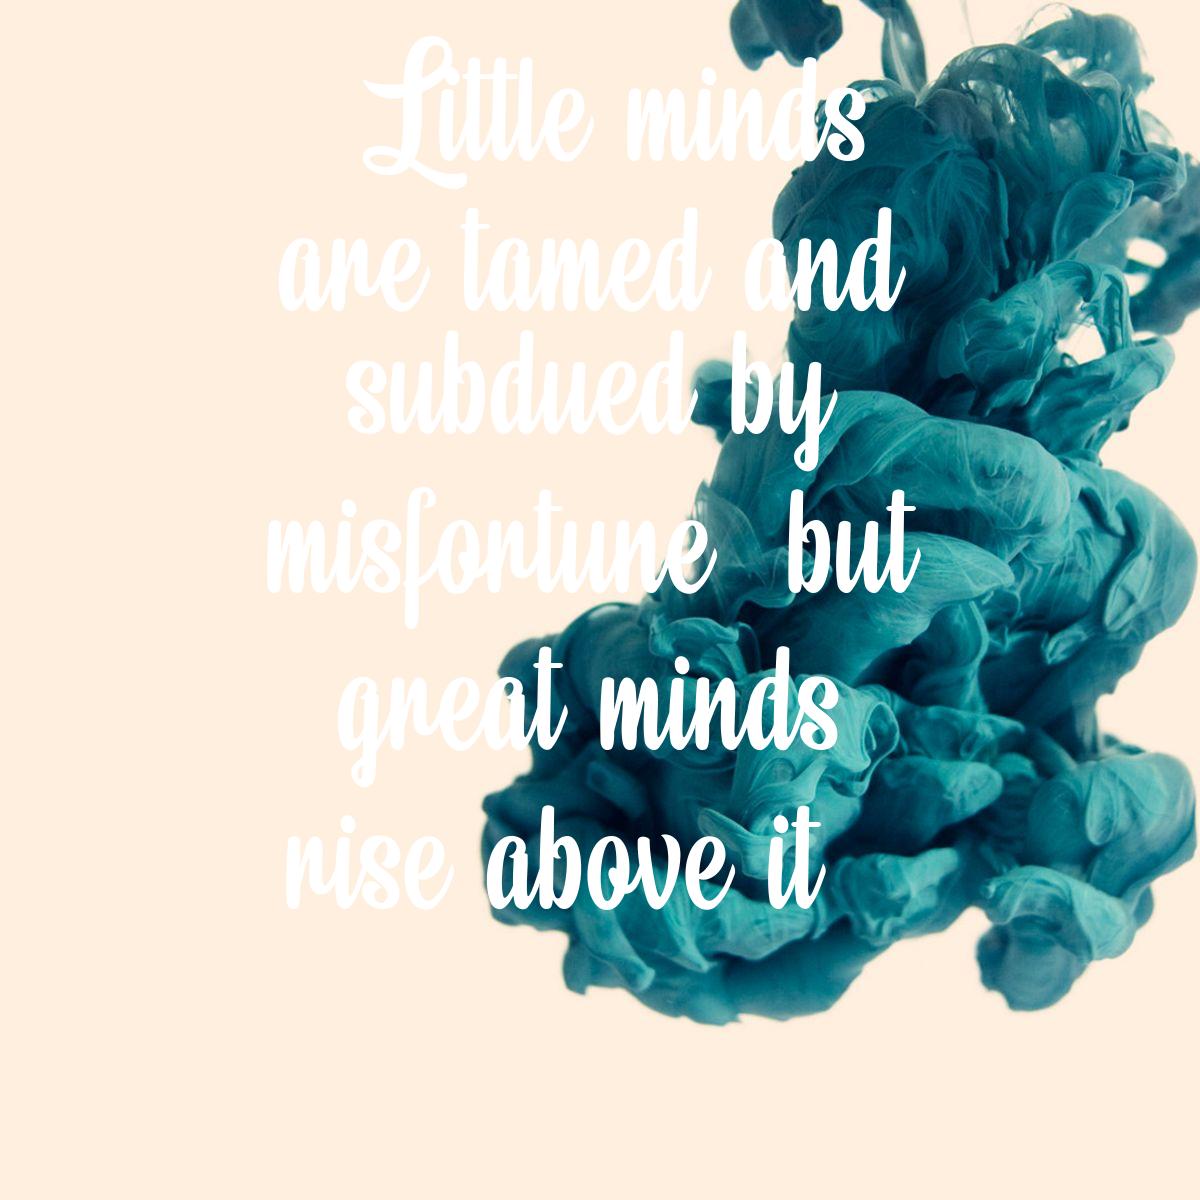 Little minds
are tamed and
subdued by
misfortune but
great minds
rise above it